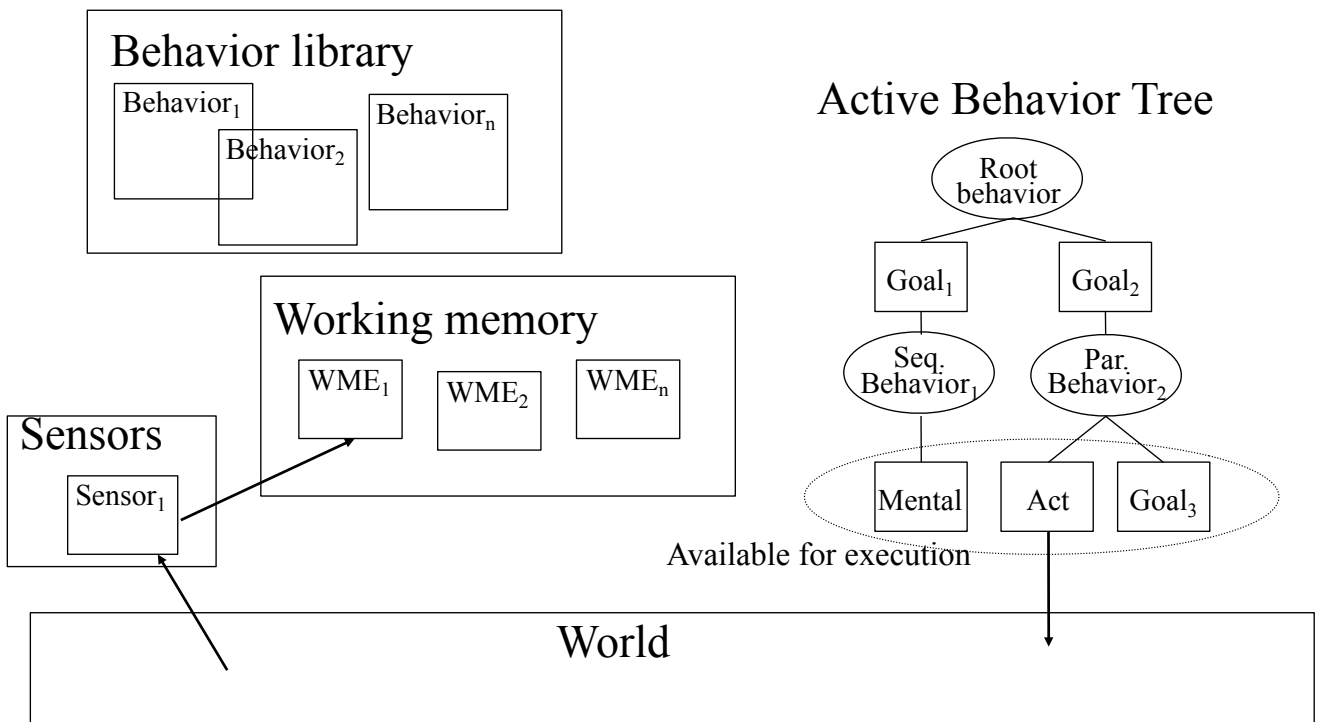 Behavior library
Behavior₁
Behavior₂
Behaviorₙ
Active Behavior Tree
Root
behavior
Goal₁
Goal₂
Seq.
Behavior₁
Par.
Behavior₂
Mental
Act
Goal₃
Available for execution
Working memory
WME₁
WME₂
WMEₙ
Sensors
Sensor₁
World